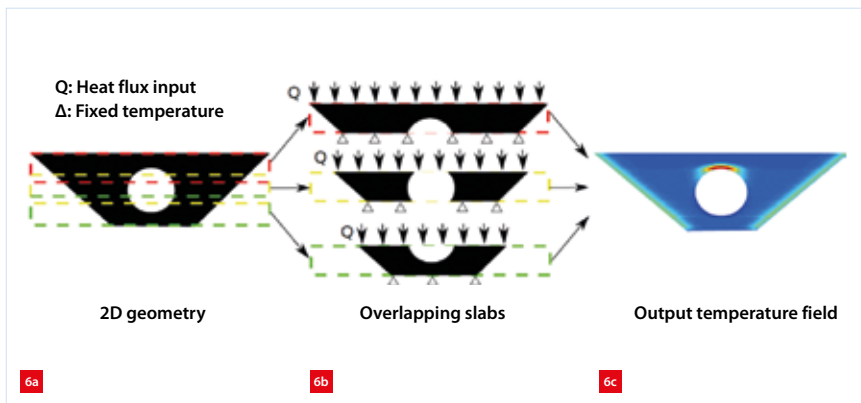 Q: Heat flux input
Δ: Fixed temperature
Q
Q
Q
2D geometry
Overlapping slabs
Output temperature field
6a
6b
6c